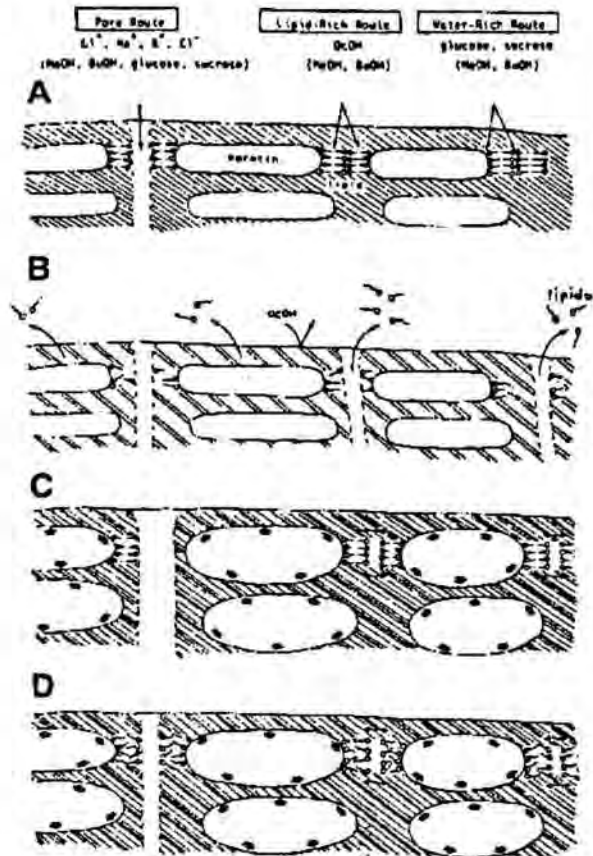 Pore Route
Lipid-Rich Route
Water-Rich Route
Li⁺, Na⁺, K⁺, Cl⁻
OcOH
glucose, sucrose
(MeOH, BuOH, glucose, sucrose)
(MeOH, BuOH)
(MeOH, BuOH)
A
keratin
lipid
B
OcOH
lipids
C
D